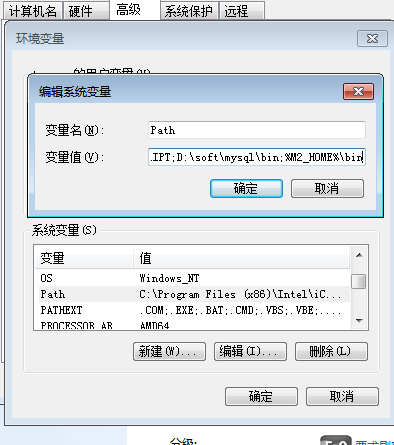 计算机名 硬件 高级 系统保护 远程
环境变量
的用户变量(U)
编辑系统变量
变量名(N): Path
变量值(V): .IPT;D:\soft\mysql\bin;%M2_HOME%\bin
确定 取消
系统变量(S)
变量 值
OS Windows_NT
Path C:\Program Files (x86)\Intel\iC...
PATHEXT .COM;.EXE;.BAT;.CMD;.VBS;.VBE;....
PROCESSOR_AR AMD64
新建(W)... 编辑(I)... 删除(L)
确定 取消
分级: